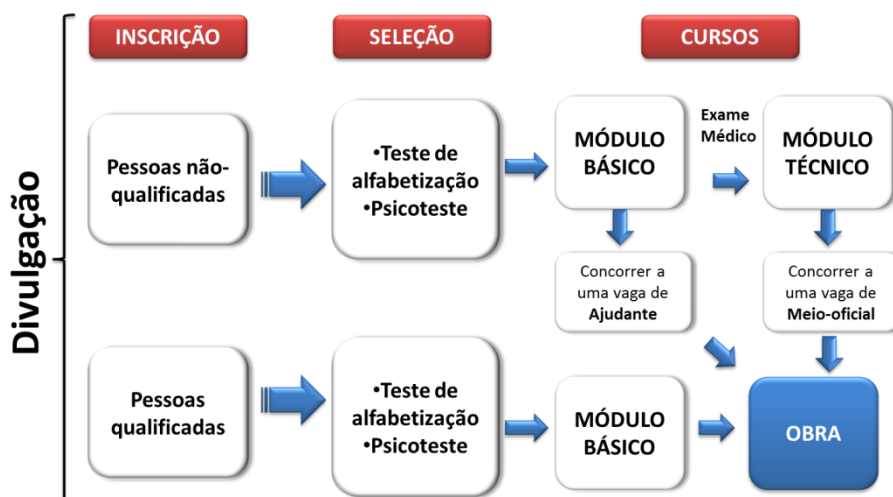 Divulgação
INSCRIÇÃO
SELEÇÃO
CURSOS
Pessoas não-
qualificadas
•Teste de
alfabetização
•Psicoteste
MÓDULO
BÁSICO
Exame
Médico
MÓDULO
TÉCNICO
Concorrer a
uma vaga de
Ajudante
Concorrer a
uma vaga de
Meio-oficial
Pessoas
qualificadas
•Teste de
alfabetização
•Psicoteste
MÓDULO
BÁSICO
OBRA